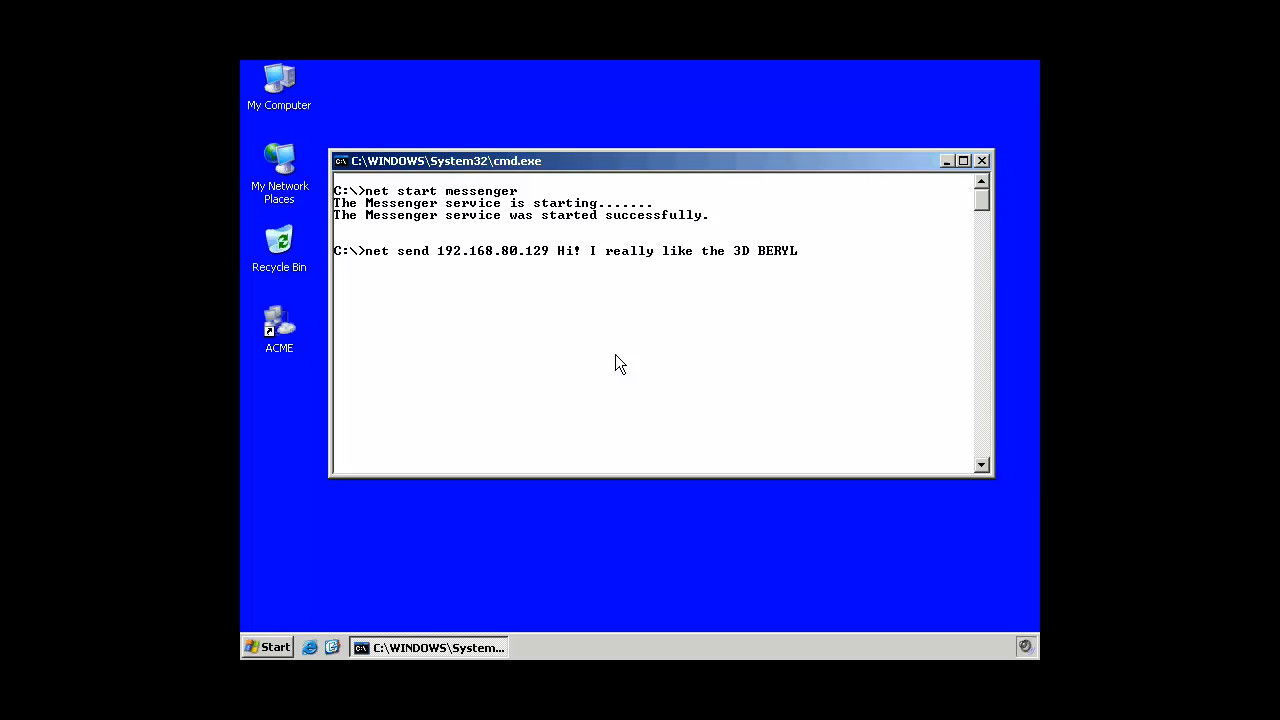 My Computer
My Network
Places
Recycle Bin
ACME
C:\WINDOWS\System32\cmd.exe
C:\>net start messenger
The Messenger service is starting.......
The Messenger service was started successfully.
C:\>net send 192.168.80.129 Hi! I really like the 3D BERYL
Start
C:\WINDOWS\System...